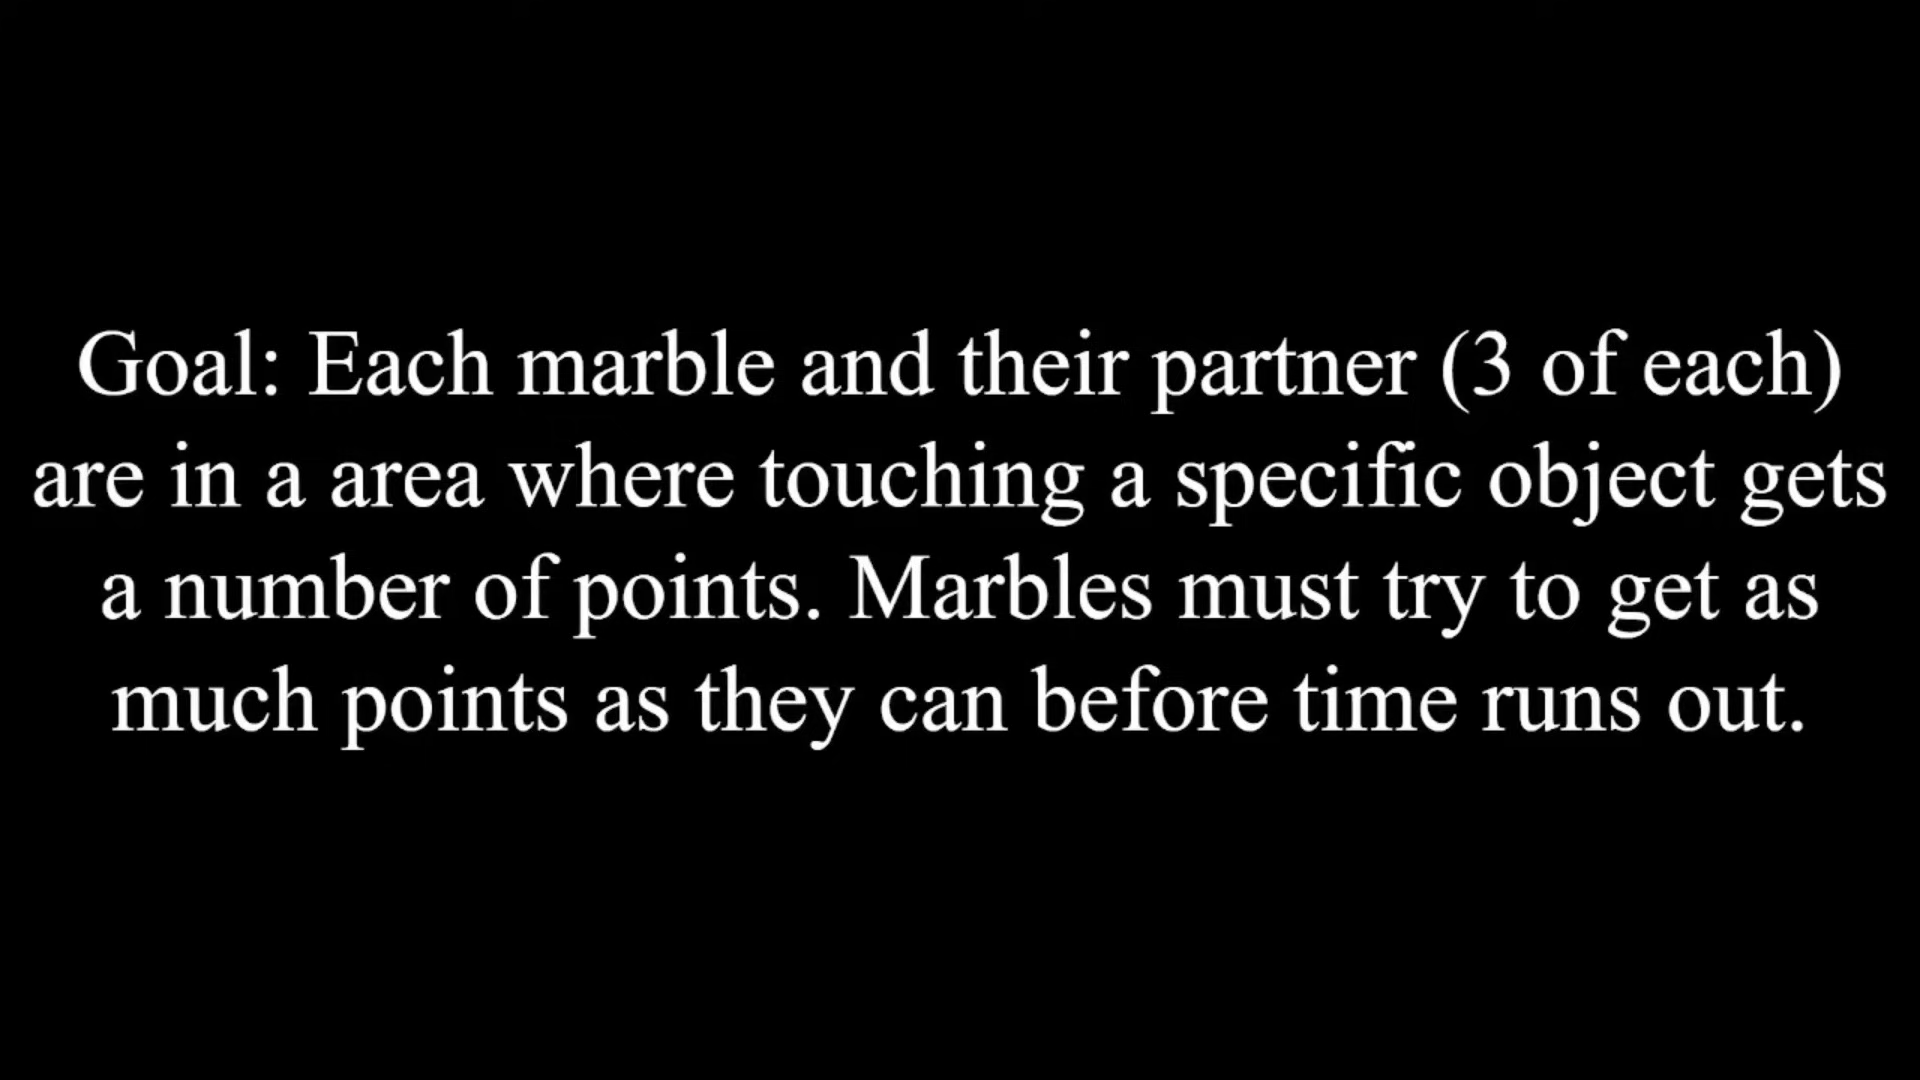 Goal: Each marble and their partner (3 of each)
are in a area where touching a specific object gets
a number of points. Marbles must try to get as
much points as they can before time runs out.